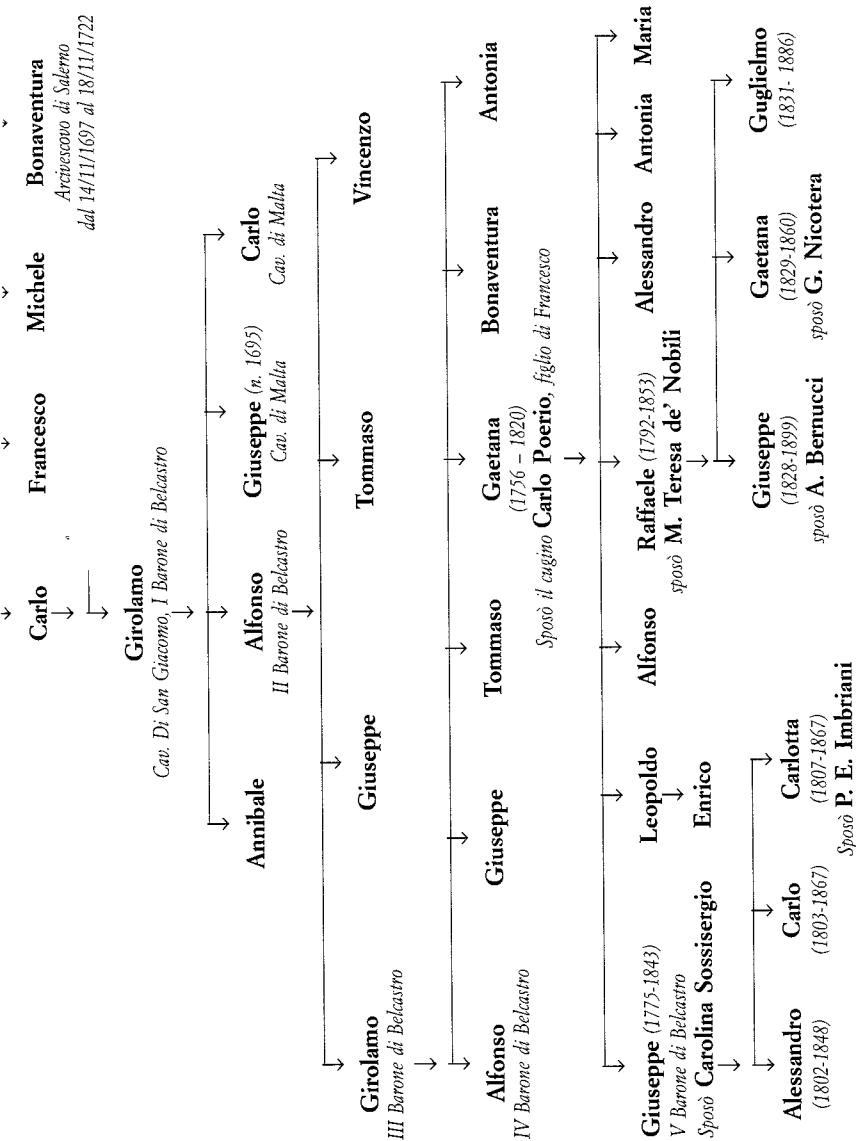 Carlo
Francesco
Michele
Bonaventura
Arcivescovo di Salerno
dal 14/11/1697 al 18/11/1722
Girolamo
Cav. Di San Giacomo, I Barone di Belcastro
Annibale
Alfonso
II Barone di Belcastro
Giuseppe (n. 1695)
Cav. di Malta
Carlo
Cav. di Malta
Girolamo
III Barone di Belcastro
Giuseppe
Tommaso
Vincenzo
Alfonso
IV Barone di Belcastro
Giuseppe
Tommaso
Gaetana
(1756 – 1820)
Sposò il cugino Carlo Poerio, figlio di Francesco
Bonaventura
Antonia
Giuseppe (1775-1843)
V Barone di Belcastro
Sposò Carolina Sossisergio
Leopoldo
Enrico
Alfonso
Raffaele (1792-1853)
sposò M. Teresa de' Nobili
Alessandro
Antonia
Maria
Alessandro
(1802-1848)
Carlo
(1803-1867)
Carlotta
(1807-1867)
Sposò P. E. Imbriani
Giuseppe
(1828-1899)
sposò A. Bernucci
Gaetana
(1829-1860)
sposò G. Nicotera
Guglielmo
(1831- 1886)